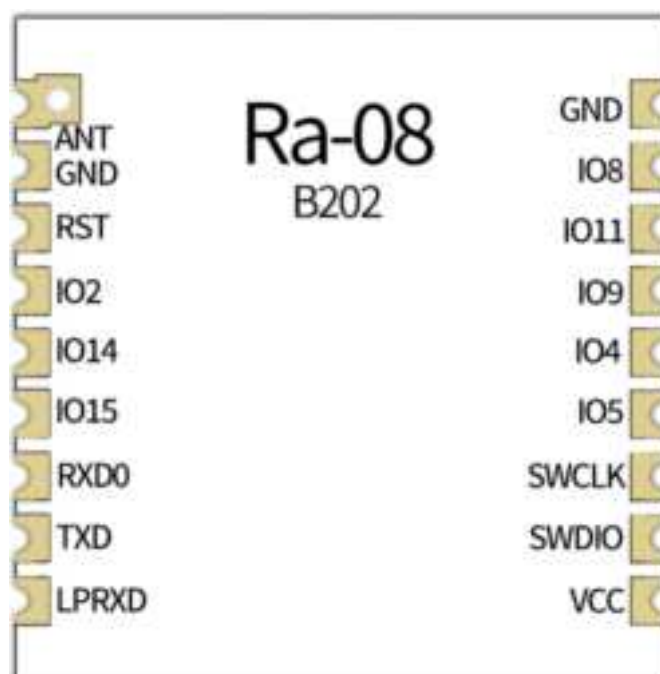 Ra-08
B202
ANT
GND
RST
IO2
IO14
IO15
RXD0
TXD
LPRXD
GND
IO8
IO11
IO9
IO4
IO5
SWCLK
SWDIO
VCC